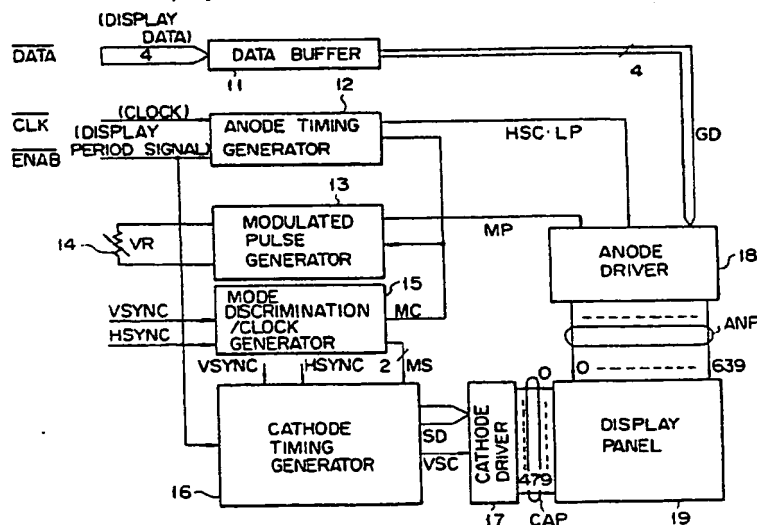 (DISPLAY
DATA)
DATA
4
DATA BUFFER
11
4
12
CLK
(CLOCK)
ANODE TIMING
GENERATOR
HSC·LP
GD
ENAB
(DISPLAY
PERIOD SIGNAL)
13
14
VR
MODULATED
PULSE
GENERATOR
MP
ANODE
DRIVER
18
15
MODE
DISCRIMINATION
/CLOCK
GENERATOR
MC
VSYNC
HSYNC
ANP
VSYNC
HSYNC
2
MS
0
0
639
CATHODE
TIMING
GENERATOR
16
SD
VSC
CATHODE
DRIVER
17
479
CAP
DISPLAY
PANEL
19